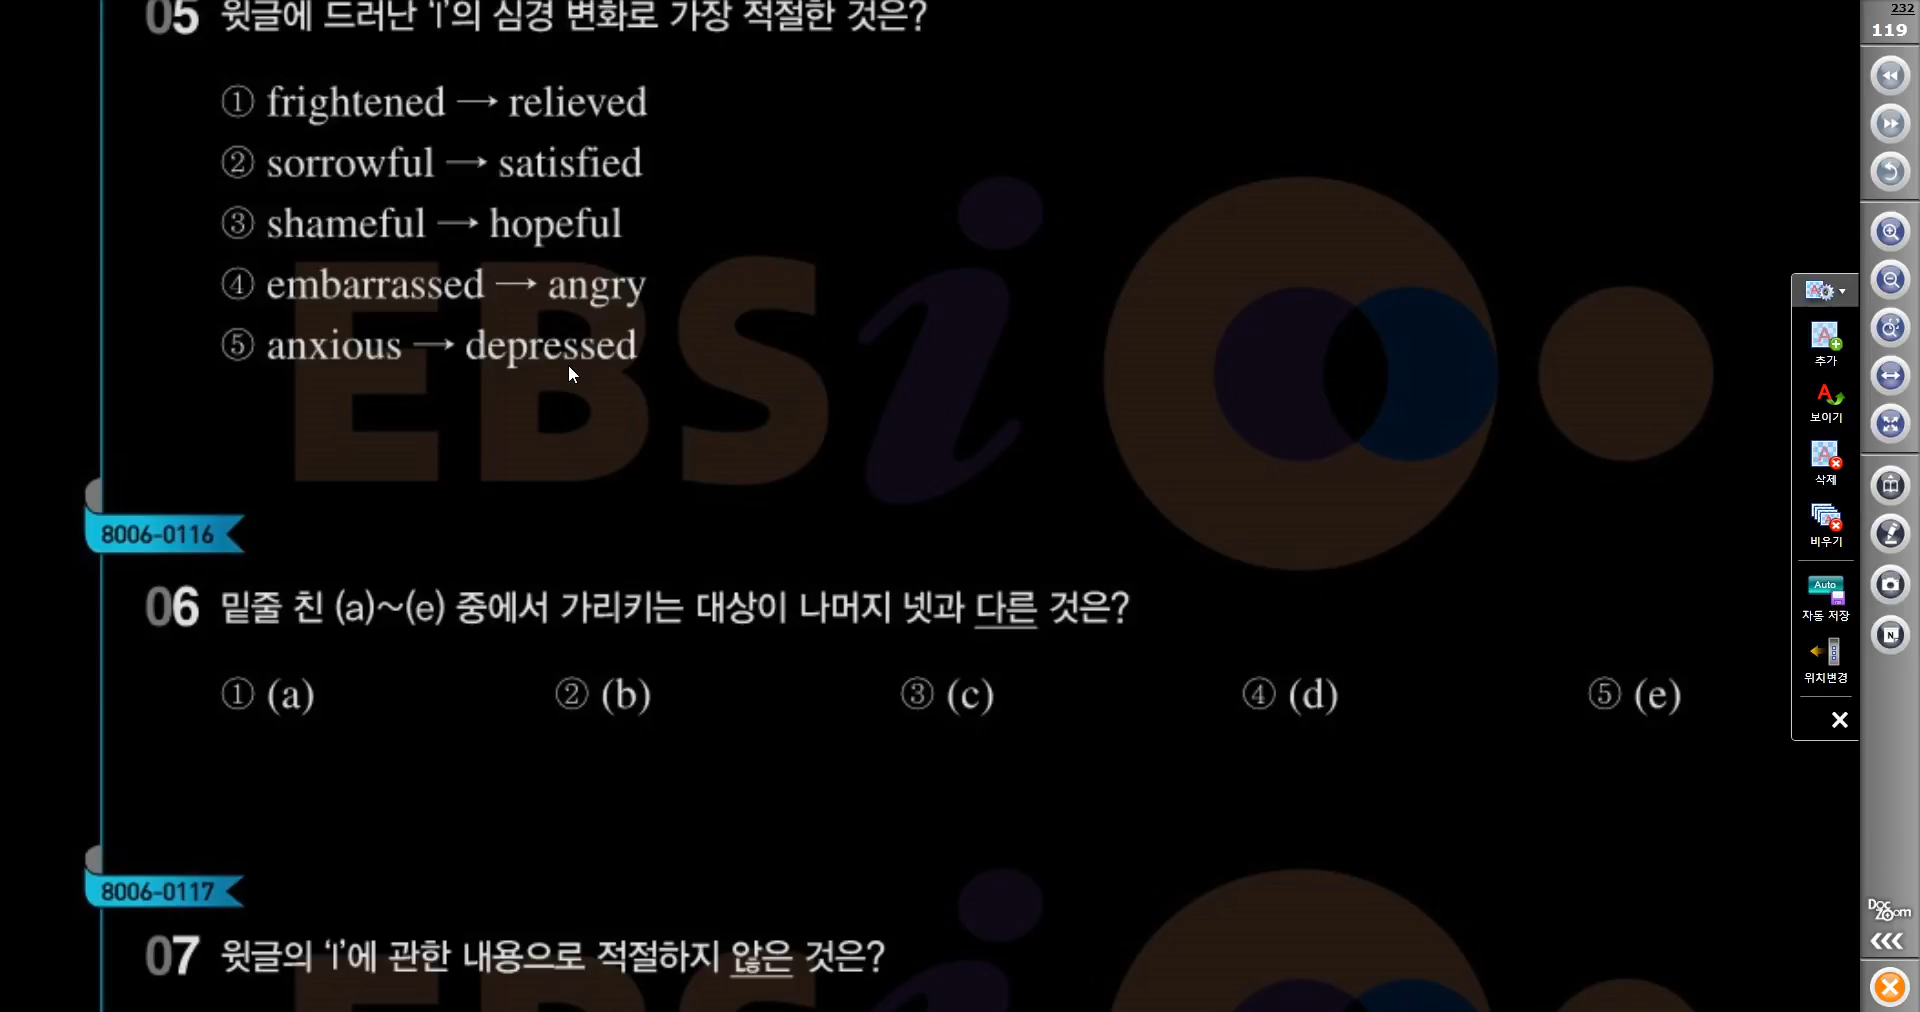 05 윗글에 드러난 ‘I’의 심경 변화로 가장 적절한 것은?
① frightened → relieved
② sorrowful → satisfied
③ shameful → hopeful
④ embarrassed → angry
⑤ anxious → depressed
8006-0116
06 밑줄 친 (a)~(e) 중에서 가리키는 대상이 나머지 넷과 다른 것은?
① (a) ② (b) ③ (c) ④ (d) ⑤ (e)
8006-0117
07 윗글의 ‘I’에 관한 내용으로 적절하지 않은 것은?
EBSi
EBSi
232
119
추가
보이기
삭제
비우기
Auto
자동 저장
위치변경
N
Doc
Zoom